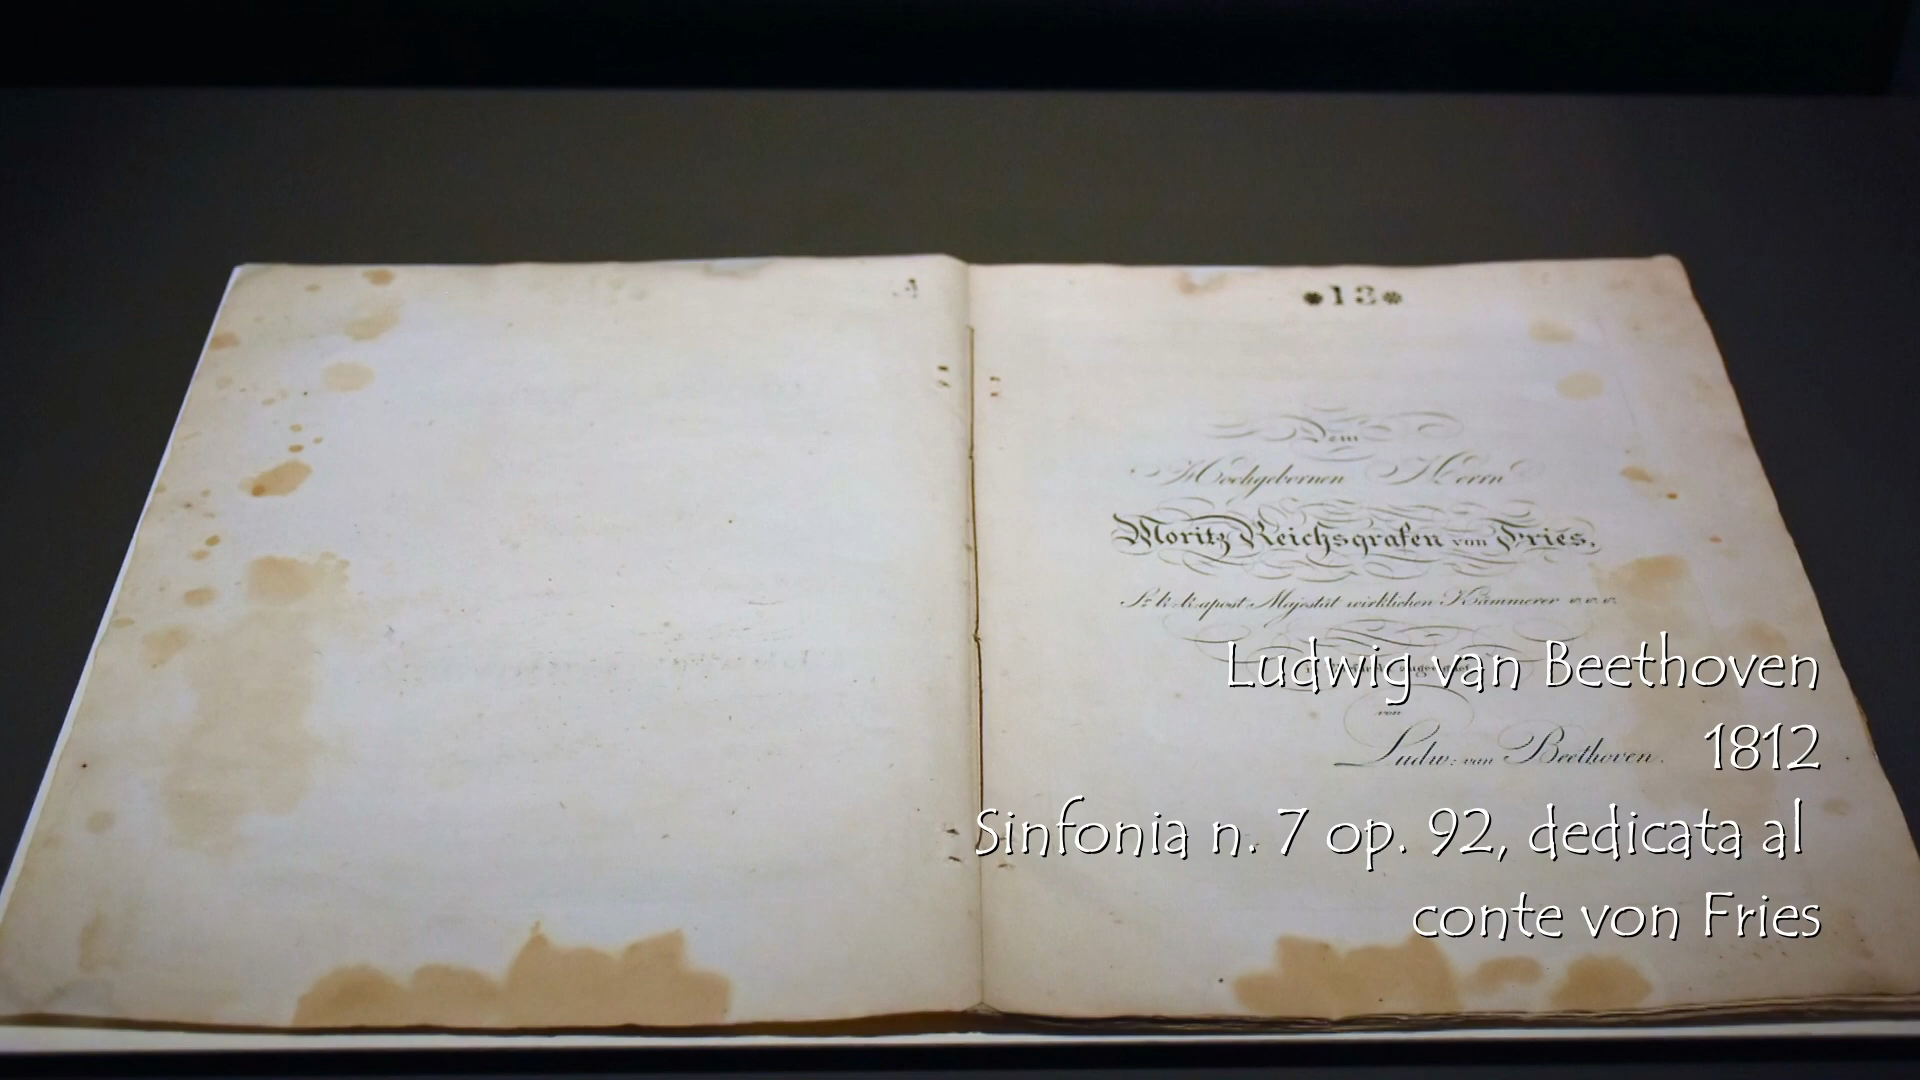 *13*
Dem
Hochgebornen Herrn
Moritz Reichsgrafen von Fries,
Sr. k. k. apost. Majestät wirklichen Kämmerer v.v.v.
von
Ludw: van Beethoven.
Ludwig van Beethoven
1812
Sinfonia n. 7 op. 92, dedicata al
conte von Fries